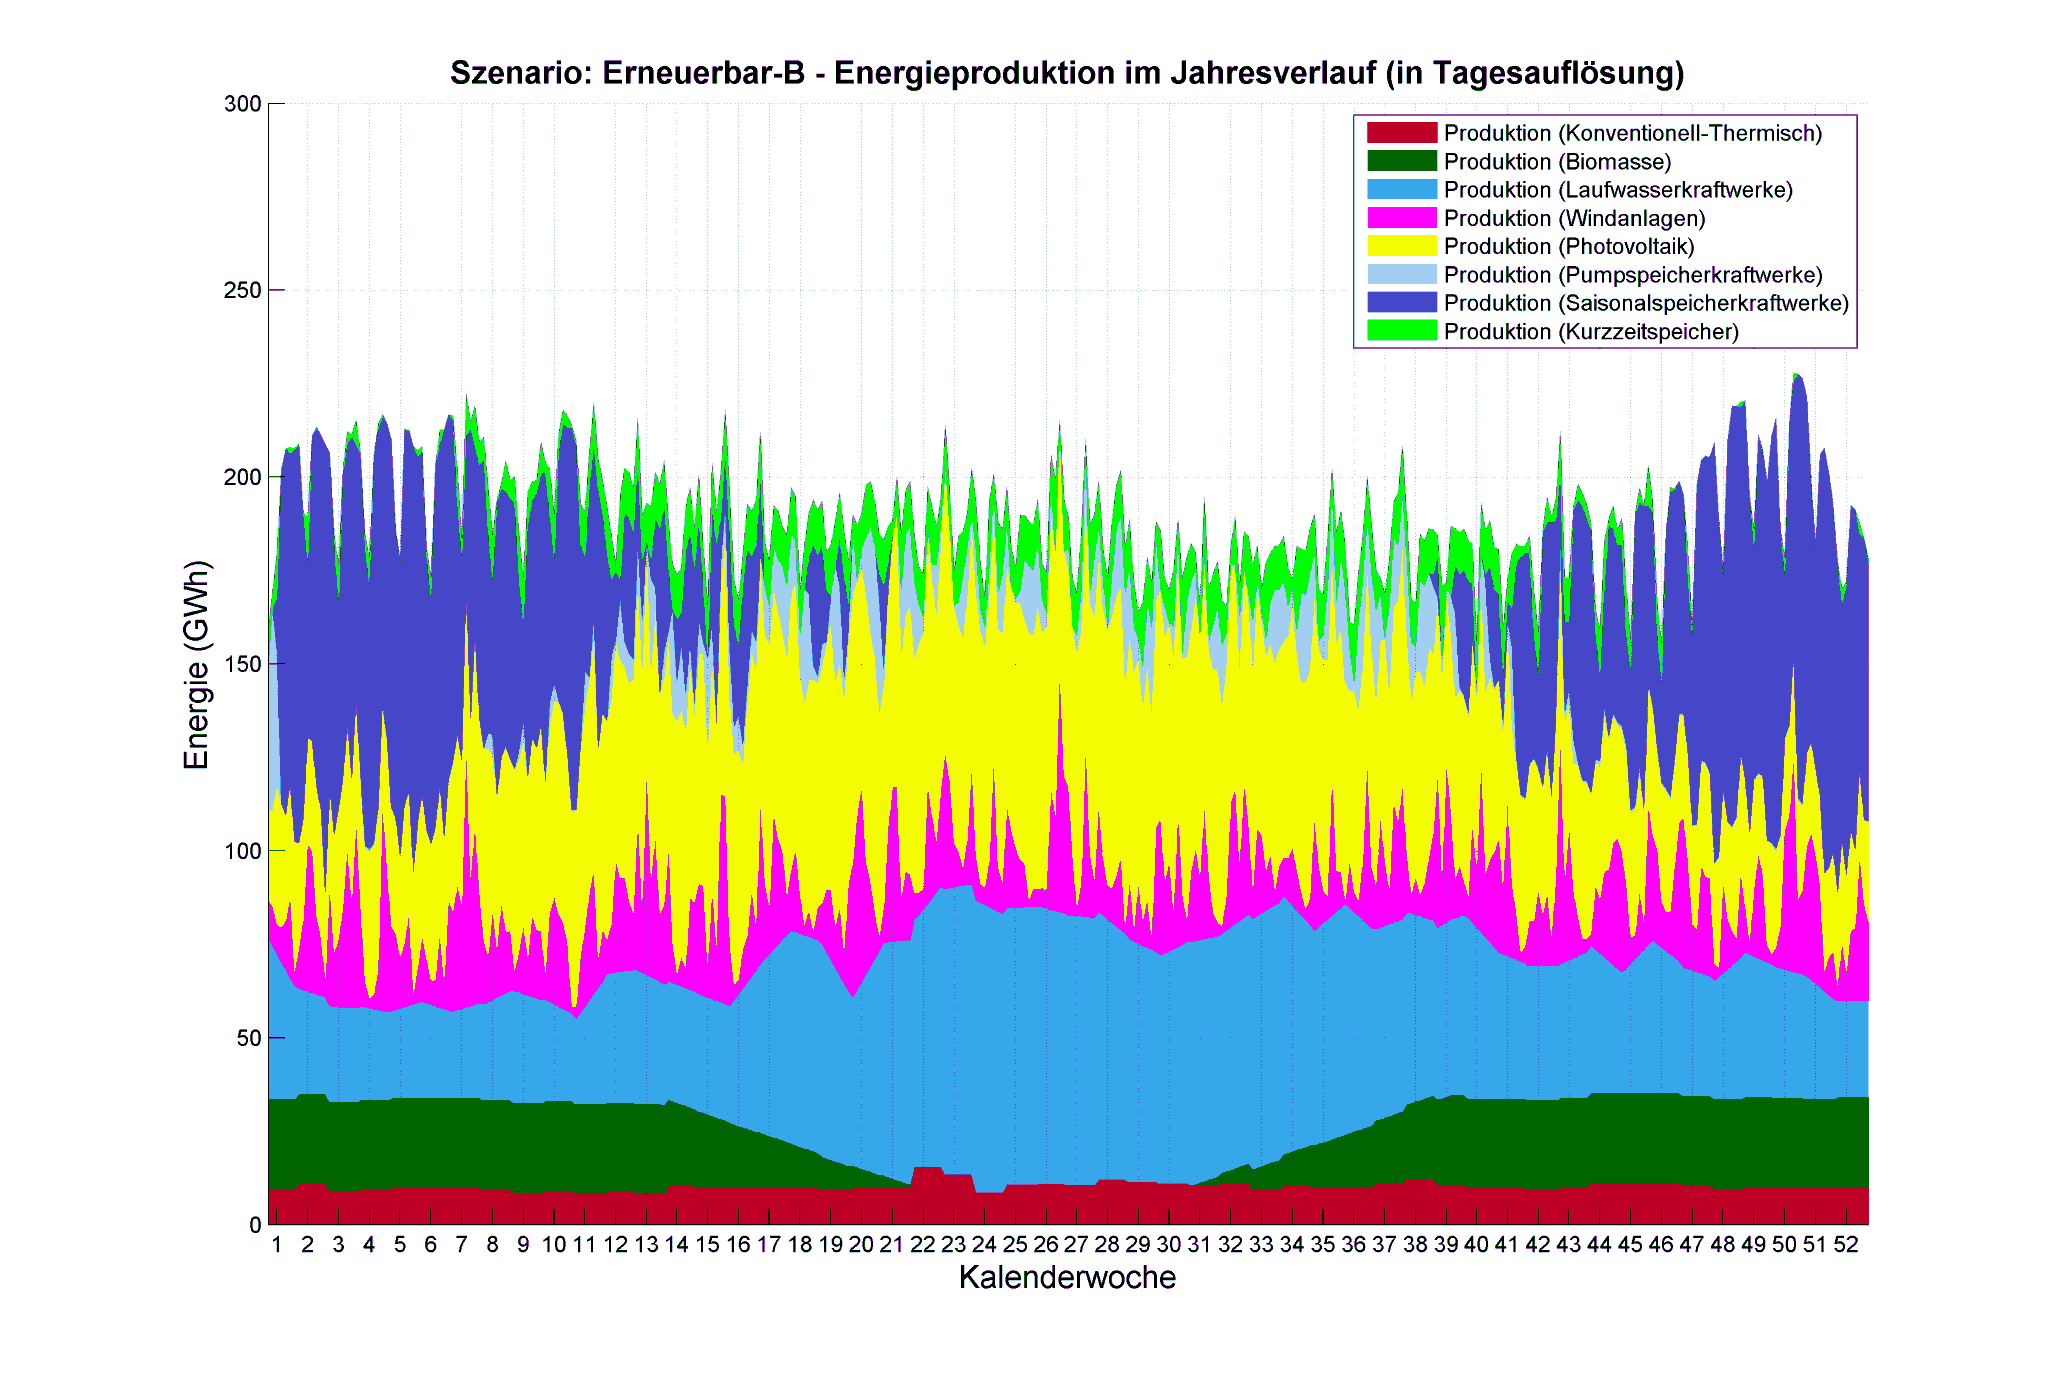 Szenario: Erneuerbar-B - Energieproduktion im Jahresverlauf (in Tagesauflösung)
300
250
200
150
100
50
0
Energie (GWh)
Produktion (Konventionell-Thermisch)
Produktion (Biomasse)
Produktion (Laufwasserkraftwerke)
Produktion (Windanlagen)
Produktion (Photovoltaik)
Produktion (Pumpspeicherkraftwerke)
Produktion (Saisonalspeicherkraftwerke)
Produktion (Kurzzeitspeicher)
1 2 3 4 5 6 7 8 9 10 11 12 13 14 15 16 17 18 19 20 21 22 23 24 25 26 27 28 29 30 31 32 33 34 35 36 37 38 39 40 41 42 43 44 45 46 47 48 49 50 51 52
Kalenderwoche